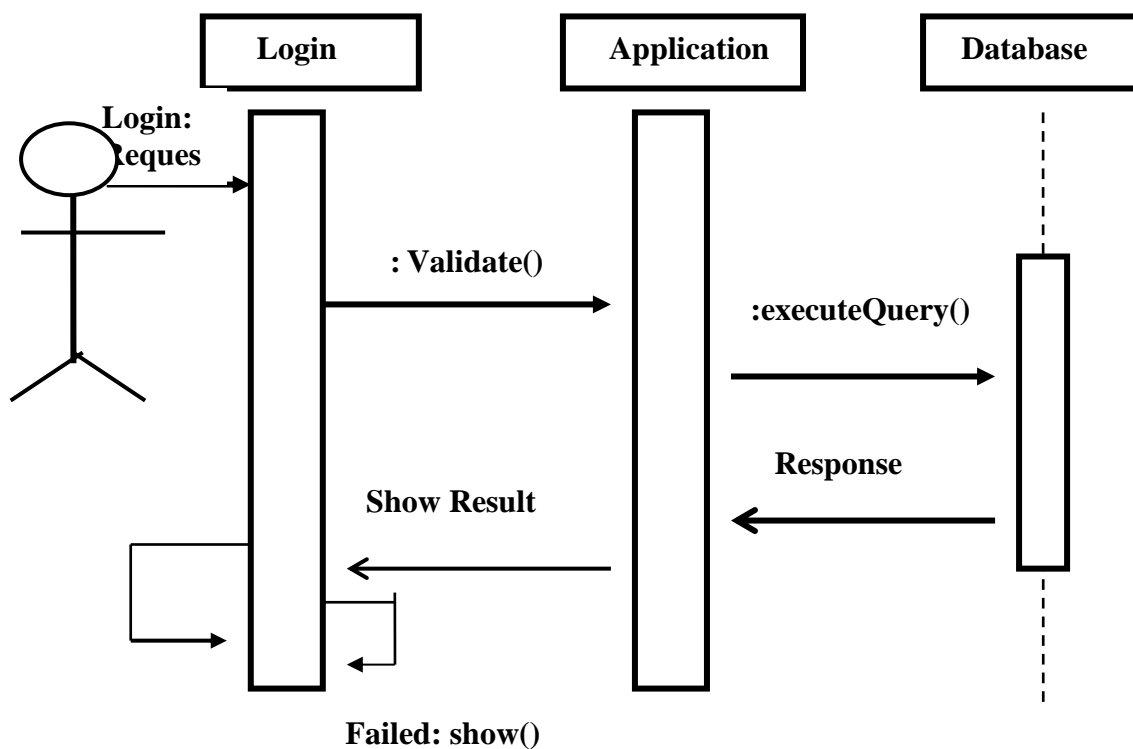 Login
Application
Database
Login:
Reques
: Validate()
:executeQuery()
Response
Show Result
Failed: show()